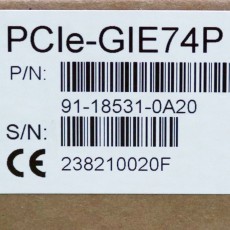 PCIe-GIE74P
P/N:
91-18531-0A20
S/N:
CE 238210020F